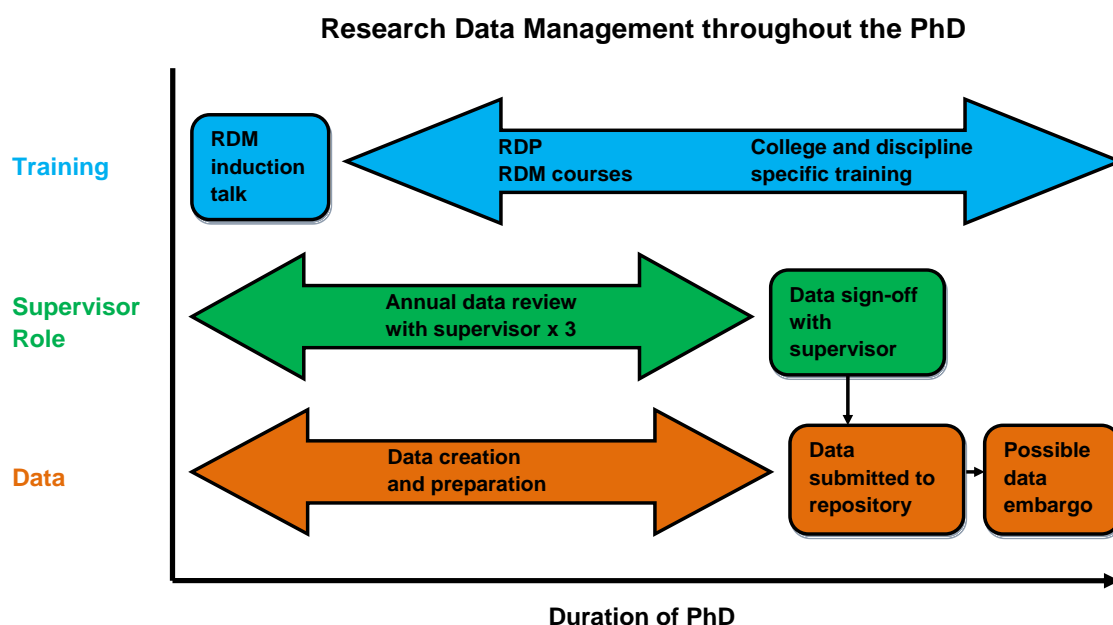 Research Data Management throughout the PhD
Training
RDM
induction
talk
RDP
RDM courses
College and discipline
specific training
Supervisor
Role
Annual data review
with supervisor x 3
Data sign-off
with
supervisor
Data
Data creation
and preparation
Data
submitted to
repository
Possible
data
embargo
Duration of PhD